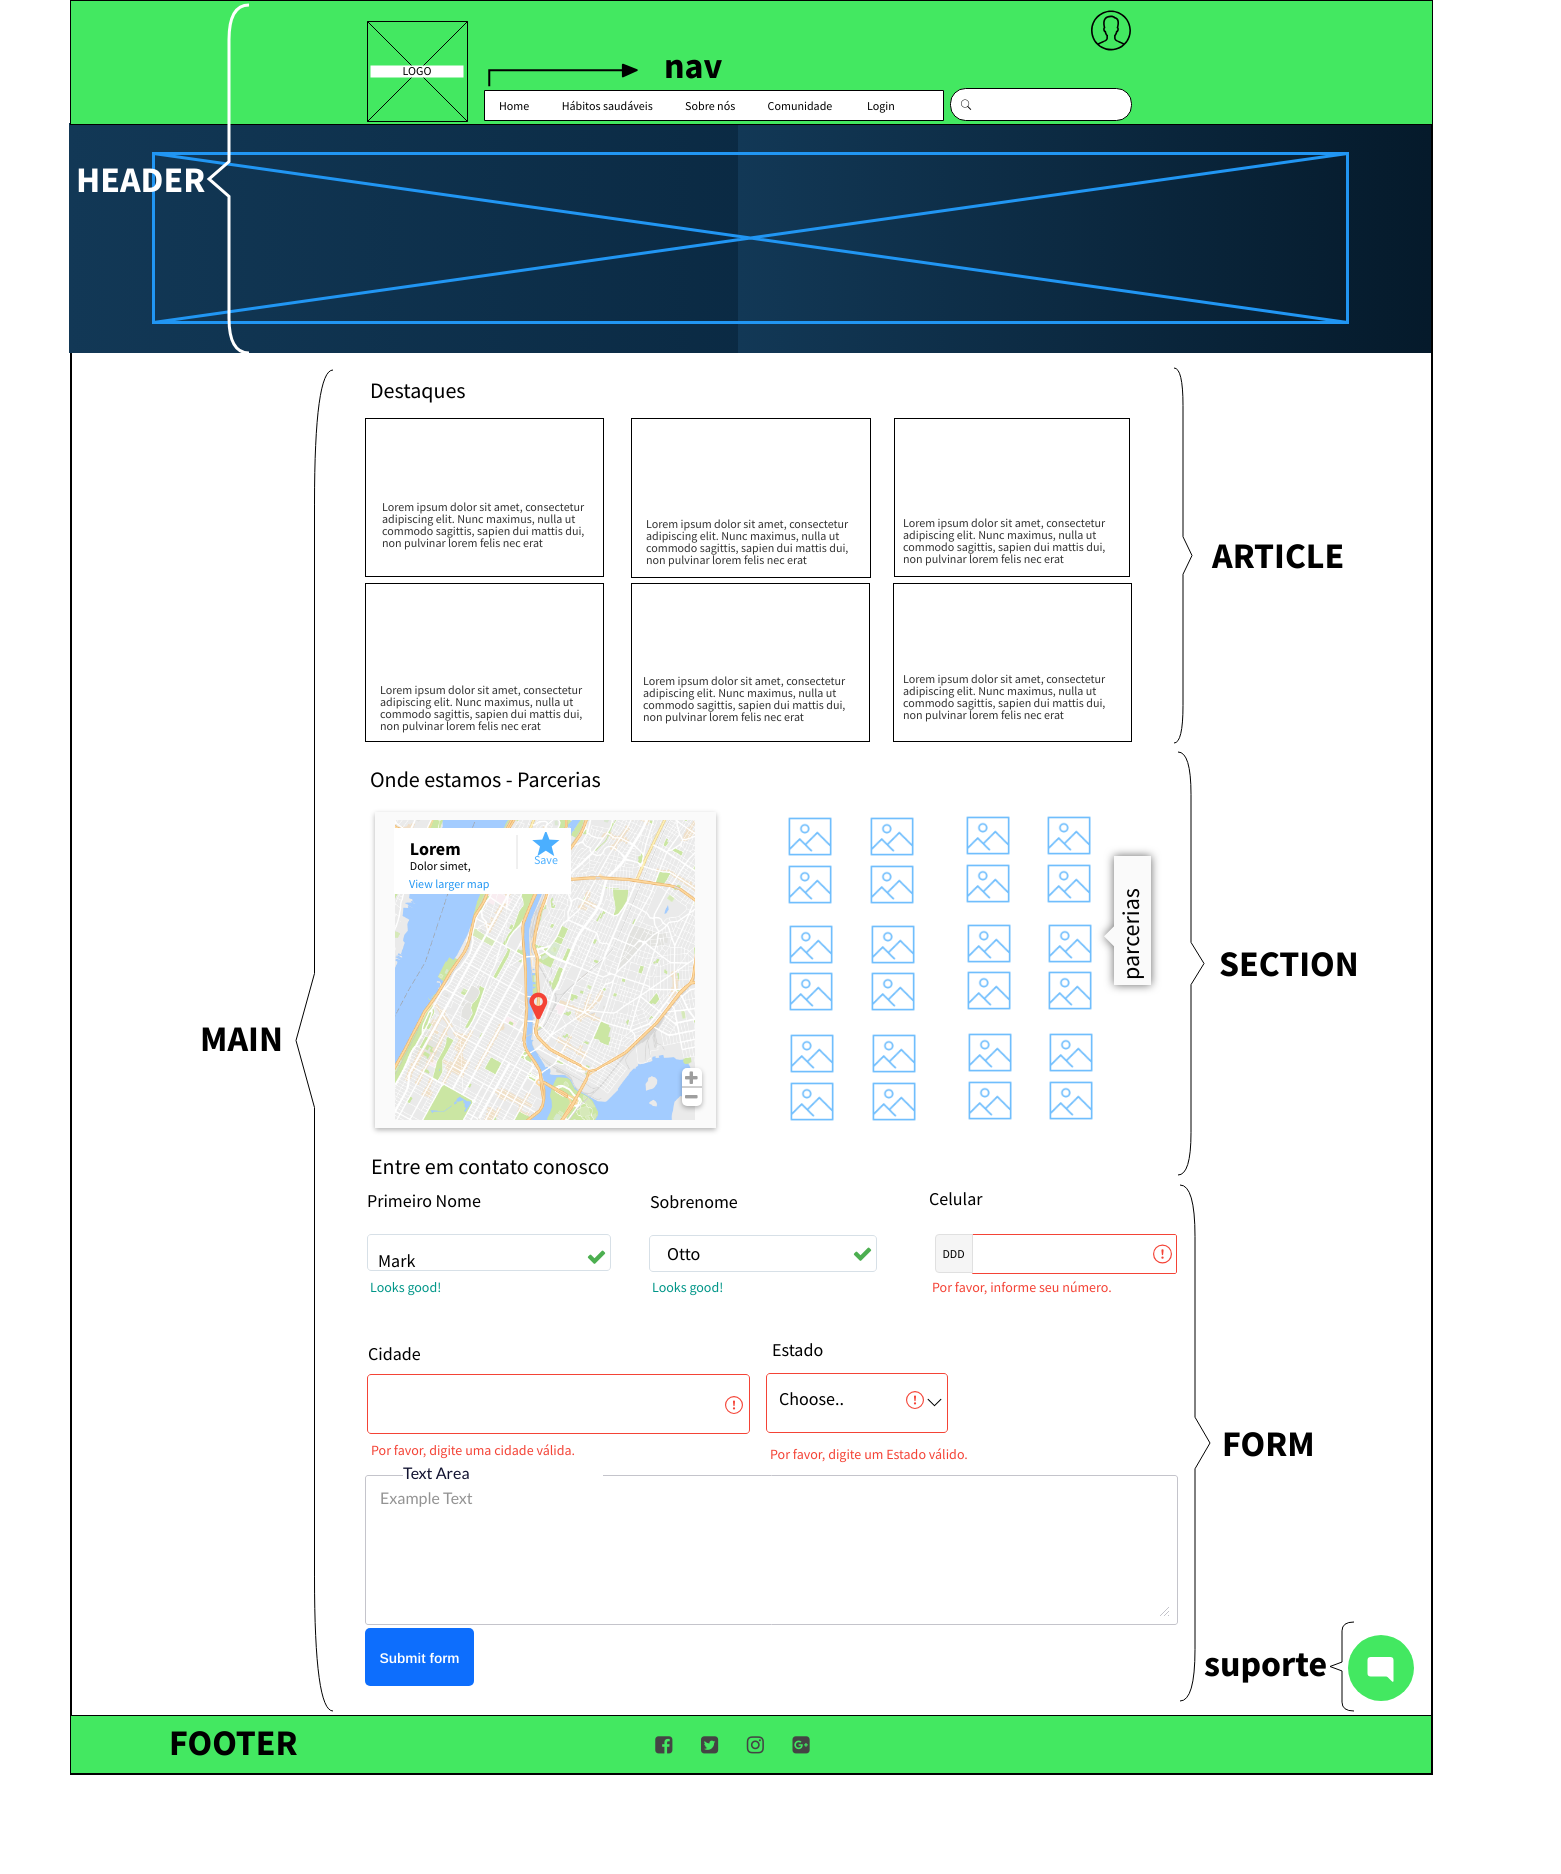 LOGO
nav
Home Hábitos saudáveis Sobre nós Comunidade Login
HEADER
Destaques
Lorem ipsum dolor sit amet, consectetur
adipiscing elit. Nunc maximus, nulla ut
commodo sagittis, sapien dui mattis dui,
non pulvinar lorem felis nec erat
Lorem ipsum dolor sit amet, consectetur
adipiscing elit. Nunc maximus, nulla ut
commodo sagittis, sapien dui mattis dui,
non pulvinar lorem felis nec erat
Lorem ipsum dolor sit amet, consectetur
adipiscing elit. Nunc maximus, nulla ut
commodo sagittis, sapien dui mattis dui,
non pulvinar lorem felis nec erat
ARTICLE
Lorem ipsum dolor sit amet, consectetur
adipiscing elit. Nunc maximus, nulla ut
commodo sagittis, sapien dui mattis dui,
non pulvinar lorem felis nec erat
Lorem ipsum dolor sit amet, consectetur
adipiscing elit. Nunc maximus, nulla ut
commodo sagittis, sapien dui mattis dui,
non pulvinar lorem felis nec erat
Lorem ipsum dolor sit amet, consectetur
adipiscing elit. Nunc maximus, nulla ut
commodo sagittis, sapien dui mattis dui,
non pulvinar lorem felis nec erat
Onde estamos - Parcerias
Lorem
Dolor simet,
View larger map
Save
parcerias
SECTION
MAIN
Entre em contato conosco
Primeiro Nome
Sobrenome
Celular
Mark
Otto
DDD
Looks good!
Looks good!
Por favor, informe seu número.
Cidade
Estado
Choose..
Por favor, digite uma cidade válida.
Por favor, digite um Estado válido.
FORM
Text Area
Example Text
Submit form
suporte
FOOTER